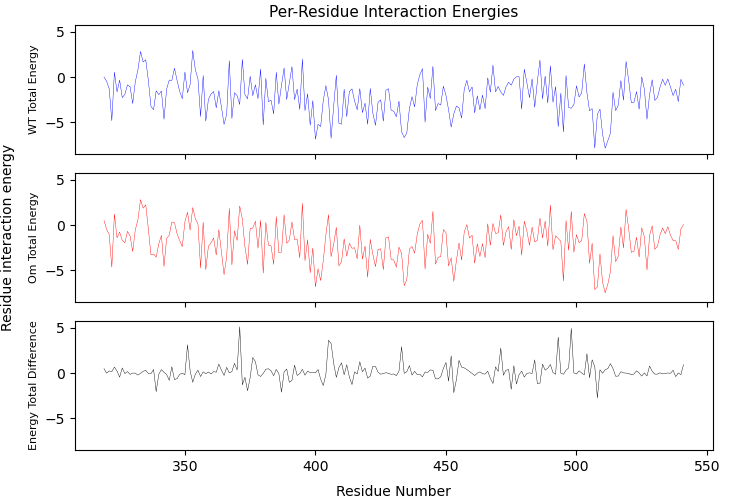 Per-Residue Interaction Energies
Residue interaction energy
WT Total Energy
5
0
−5
Om Total Energy
5
0
−5
Energy Total Difference
5
0
−5
350
400
450
500
550
Residue Number